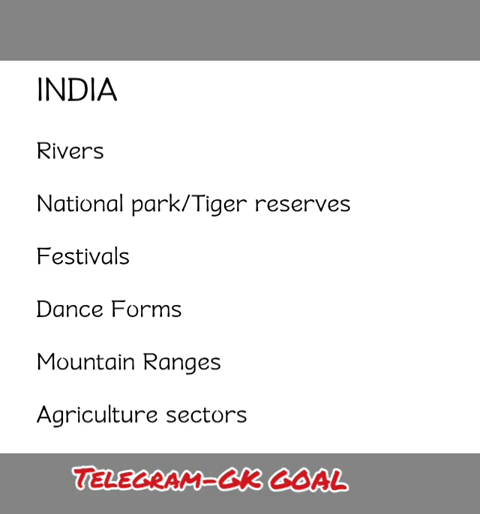 INDIA
Rivers
National park/Tiger reserves
Festivals
Dance Forms
Mountain Ranges
Agriculture sectors
TELEGRAM-GK GOAL